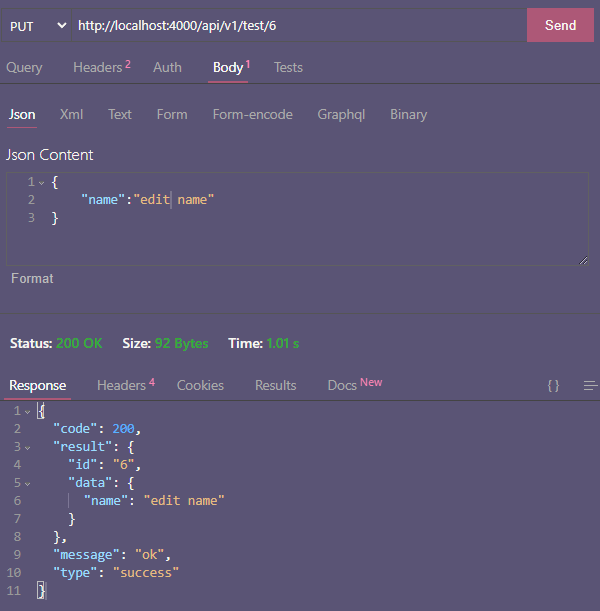 PUT http://localhost:4000/api/v1/test/6 Send
Query Headers 2 Auth Body 1 Tests
Json Xml Text Form Form-encode Graphql Binary
Json Content
1 {
2 "name":"edit name"
3 }
Format
Status: 200 OK Size: 92 Bytes Time: 1.01 s
Response Headers 4 Cookies Results Docs New { }
1 {
2 "code": 200,
3 "result": {
4 "id": "6",
5 "data": {
6 "name": "edit name"
7 }
8 },
9 "message": "ok",
10 "type": "success"
11 }